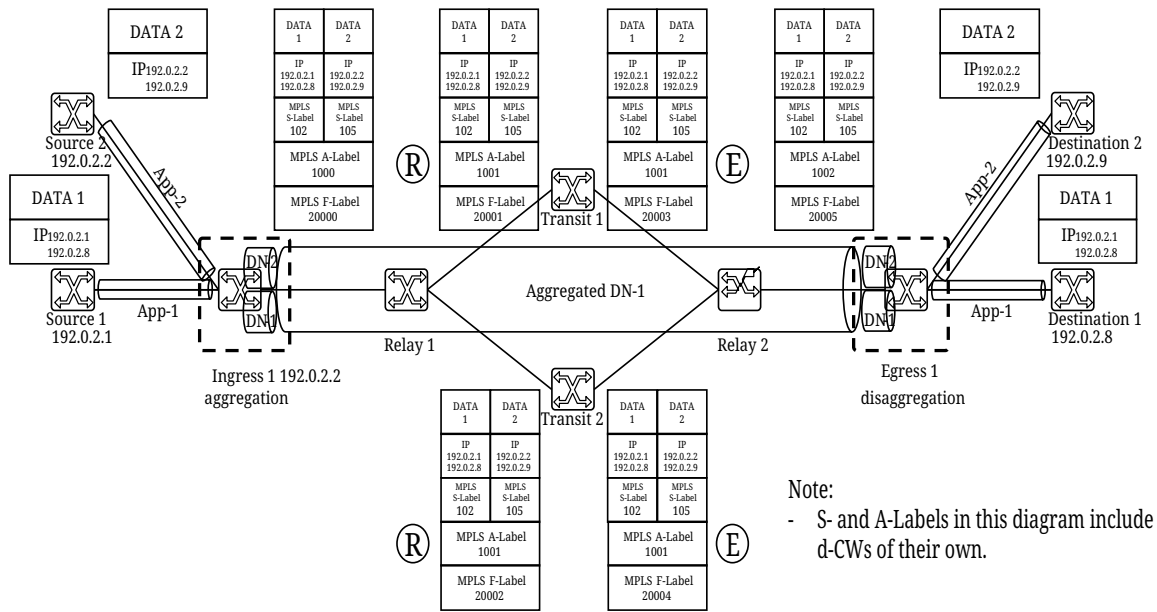 DATA 2
IP 192.0.2.2
192.0.2.9
Source 2
192.0.2.2
App-2
DATA 1
IP 192.0.2.1
192.0.2.8
Source 1
192.0.2.1
App-1
DATA
1
DATA
2
IP
192.0.2.1
192.0.2.8
IP
192.0.2.2
192.0.2.9
MPLS
S-Label
102
MPLS
S-Label
105
MPLS A-Label
1000
MPLS F-Label
20000
R
DATA
1
DATA
2
IP
192.0.2.1
192.0.2.8
IP
192.0.2.2
192.0.2.9
MPLS
S-Label
102
MPLS
S-Label
105
MPLS A-Label
1001
MPLS F-Label
20001
Transit 1
DATA
1
DATA
2
IP
192.0.2.1
192.0.2.8
IP
192.0.2.2
192.0.2.9
MPLS
S-Label
102
MPLS
S-Label
105
MPLS A-Label
1001
MPLS F-Label
20003
E
DATA
1
DATA
2
IP
192.0.2.1
192.0.2.8
IP
192.0.2.2
192.0.2.9
MPLS
S-Label
102
MPLS
S-Label
105
MPLS A-Label
1002
MPLS F-Label
20005
DATA 2
IP 192.0.2.2
192.0.2.9
Destination 2
192.0.2.9
App-2
DATA 1
IP 192.0.2.1
192.0.2.8
Destination 1
192.0.2.8
App-1
DN-2
DN-1
Ingress 1 192.0.2.2
aggregation
Relay 1
Aggregated DN-1
Relay 2
DN-2
DN-1
Egress 1
disaggregation
Transit 2
R
DATA
1
DATA
2
IP
192.0.2.1
192.0.2.8
IP
192.0.2.2
192.0.2.9
MPLS
S-Label
102
MPLS
S-Label
105
MPLS A-Label
1001
MPLS F-Label
20002
DATA
1
DATA
2
IP
192.0.2.1
192.0.2.8
IP
192.0.2.2
192.0.2.9
MPLS
S-Label
102
MPLS
S-Label
105
MPLS A-Label
1001
MPLS F-Label
20004
E
Note:
- S- and A-Labels in this diagram include
d-CWs of their own.